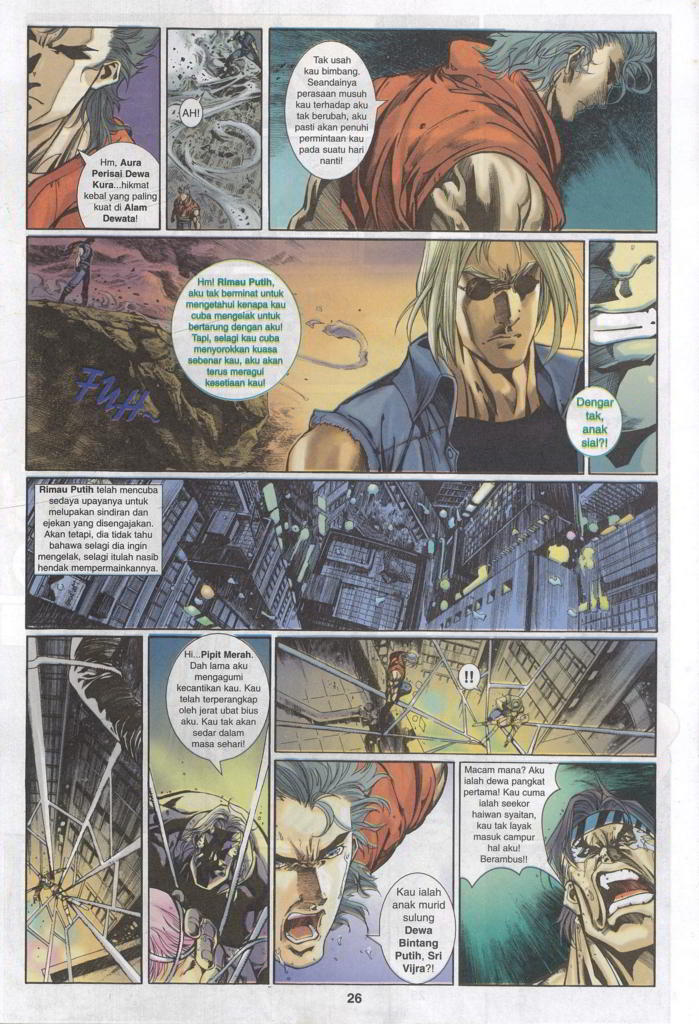 Hm, Aura
Perisai Dewa
Kura...hikmat
kebal yang paling
kuat di Alam
Dewata!
AH!
Tak usah
kau bimbang.
Seandainya
perasaan musuh
kau terhadap aku
tak berubah, aku
pasti akan penuhi
permintaan kau
pada suatu hari
nanti!
Hm! Rimau Putih,
aku tak berminat untuk
mengetahui kenapa kau
cuba mengelak untuk
bertarung dengan aku!
Tapi, selagi kau cuba
menyorokkan kuasa
sebenar kau, aku akan
terus meragui
kesetiaan kau!
FUH~
Dengar
tak,
anak
sial?!
Rimau Putih telah mencuba
sedaya upayanya untuk
melupakan sindiran dan
ejekan yang disengajakan.
Akan tetapi, dia tidak tahu
bahawa selagi dia ingin
mengelak, selagi itulah nasib
hendak mempermainkannya.
Hi...Pipit Merah.
Dah lama aku
mengagumi
kecantikan kau. Kau
telah terperangkap
oleh jerat ubat bius
aku. Kau tak akan
sedar dalam
masa sehari!
!!
Kau ialah
anak murid
sulung
Dewa
Bintang
Putih, Sri
Vijra?!
Macam mana? Aku
ialah dewa pangkat
pertama! Kau cuma
ialah seekor
haiwan syaitan,
kau tak layak
masuk campur
hal aku!
Berambus!!
26